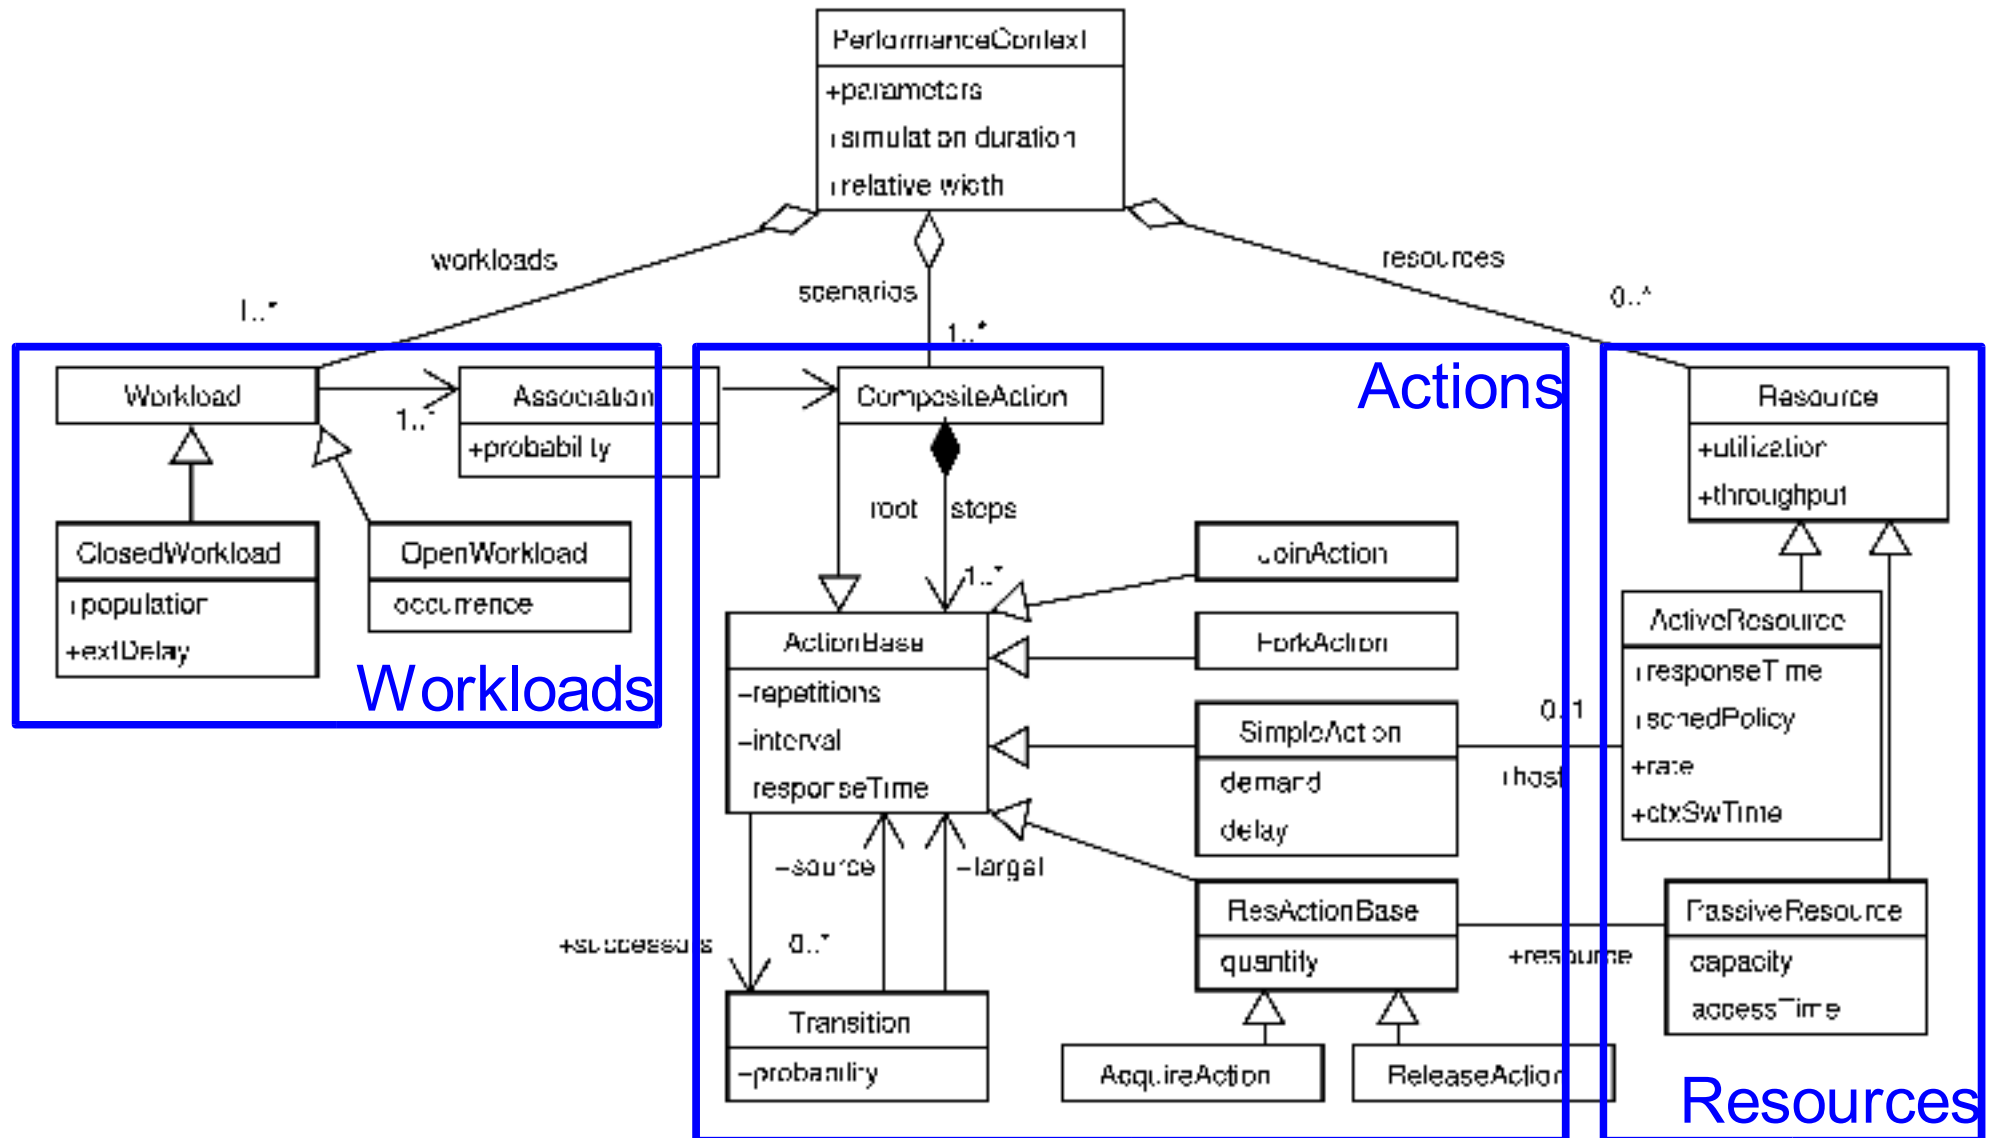 PerformanceContext
+parameters
+simulation duration
+relative width
workloads
scenarios
resources
1..*
1..*
0..*
Workload
1..*
Association
+probability
CompositeAction
Actions
Resource
+utilization
+throughput
root
steps
1..*
ClosedWorkload
+population
+extDelay
OpenWorkload
occurrence
Workloads
JoinAction
ForkAction
ActionBase
+repetitions
+interval
responseTime
SimpleAction
demand
delay
0..1
+host
ActiveResource
+responseTime
+schedPolicy
+rate
+ctxSwTime
+source
+target
+successors
0..*
ResActionBase
quantity
+resource
PassiveResource
capacity
accessTime
Transition
+probability
AcquireAction
ReleaseAction
Resources